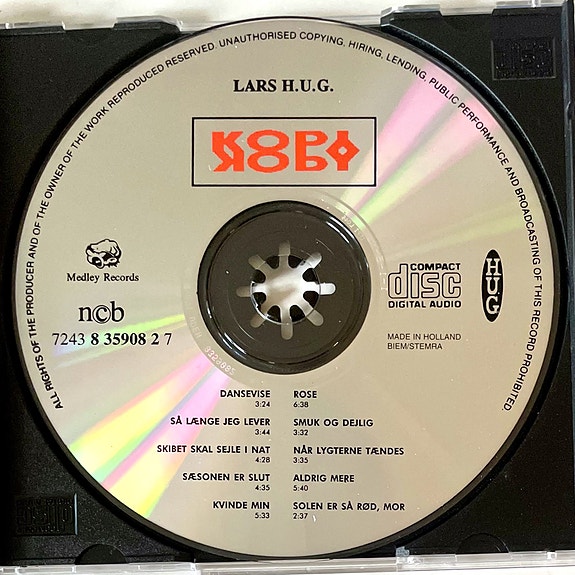 LARS H.U.G.
KOPY
Medley Records
ncb
7243 8 35908 2 7
COMPACT
disc
DIGITAL AUDIO
HUG
MADE IN HOLLAND
BIEM/STEMRA
DANSEVISE
3:24
SÅ LÆNGE JEG LEVER
3:44
SKIBET SKAL SEJLE I NAT
4:28
SÆSONEN ER SLUT
4:35
KVINDE MIN
5:33
ROSE
6:38
SMUK OG DEJLIG
3:32
NÅR LYGTERNE TÆNDES
3:35
ALDRIG MERE
5:40
SOLEN ER SÅ RØD, MOR
2:37
ALL RIGHTS OF THE PRODUCER AND OF THE OWNER OF THE WORK REPRODUCED RESERVED. UNAUTHORISED COPYING, HIRING, LENDING, PUBLIC PERFORMANCE AND BROADCASTING OF THIS RECORD PROHIBITED.